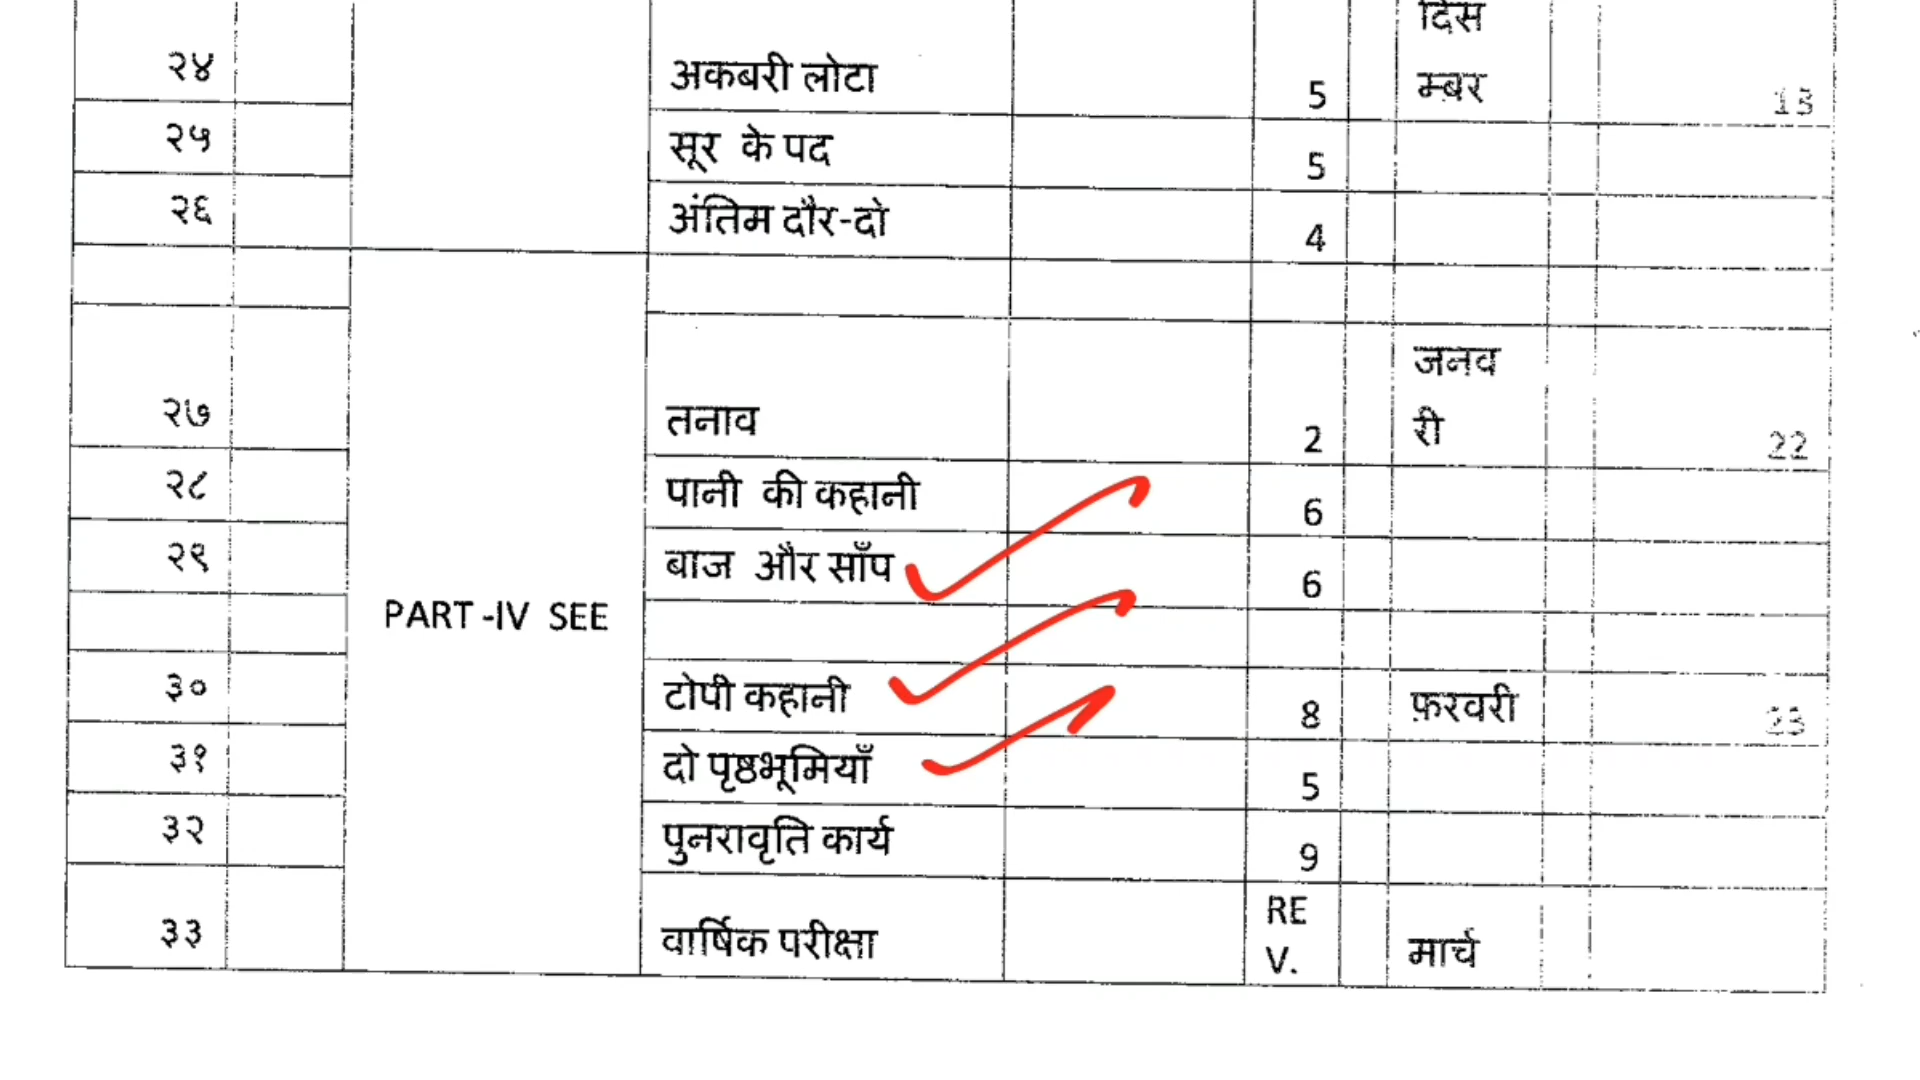 दिस
२४ अकबरी लोटा 5 म्बर
२५ सूर के पद 5
२६ अंतिम दौर-दो 4
जनव
२७ तनाव 2 री 22
२८ पानी की कहानी 6
२९ बाज और साँप 6
PART -IV SEE
३० टोपी कहानी 8 फ़रवरी
३१ दो पृष्ठभूमियाँ 5
३२ पुनरावृति कार्य 9
RE
३३ वार्षिक परीक्षा V. मार्च